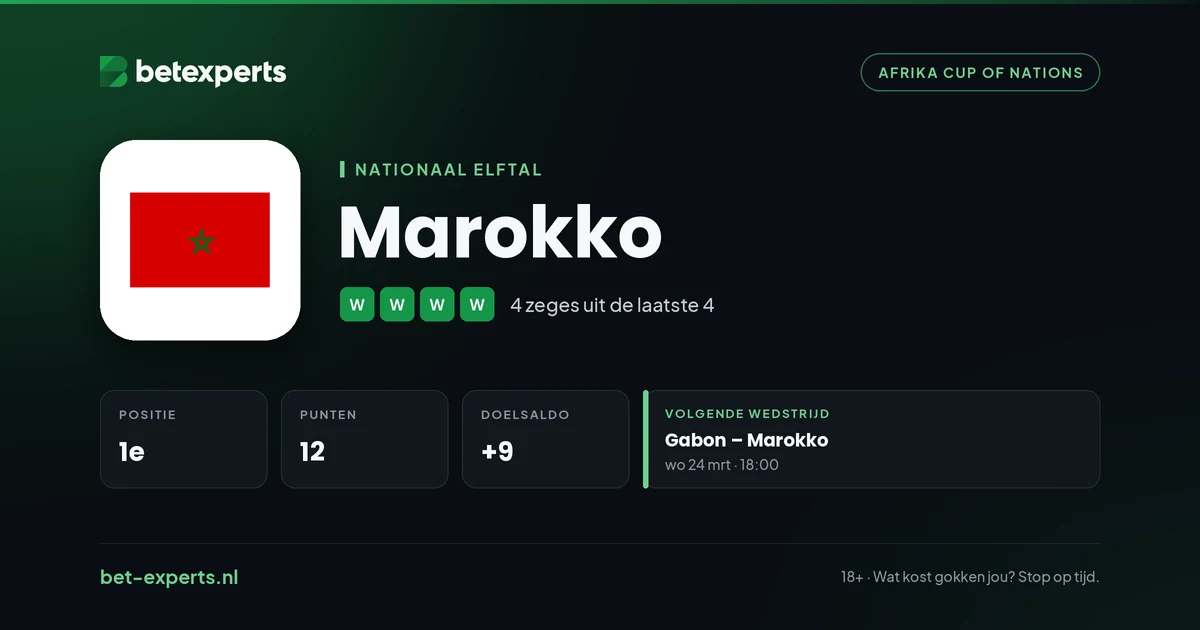 betexperts
AFRIKA CUP OF NATIONS
NATIONAAL ELFTAL
Marokko
W W W W 4 zeges uit de laatste 4
POSITIE
1e
PUNTEN
12
DOELSALDO
+9
VOLGENDE WEDSTRIJD
Gabon – Marokko
wo 24 mrt · 18:00
bet-experts.nl
18+ · Wat kost gokken jou? Stop op tijd.